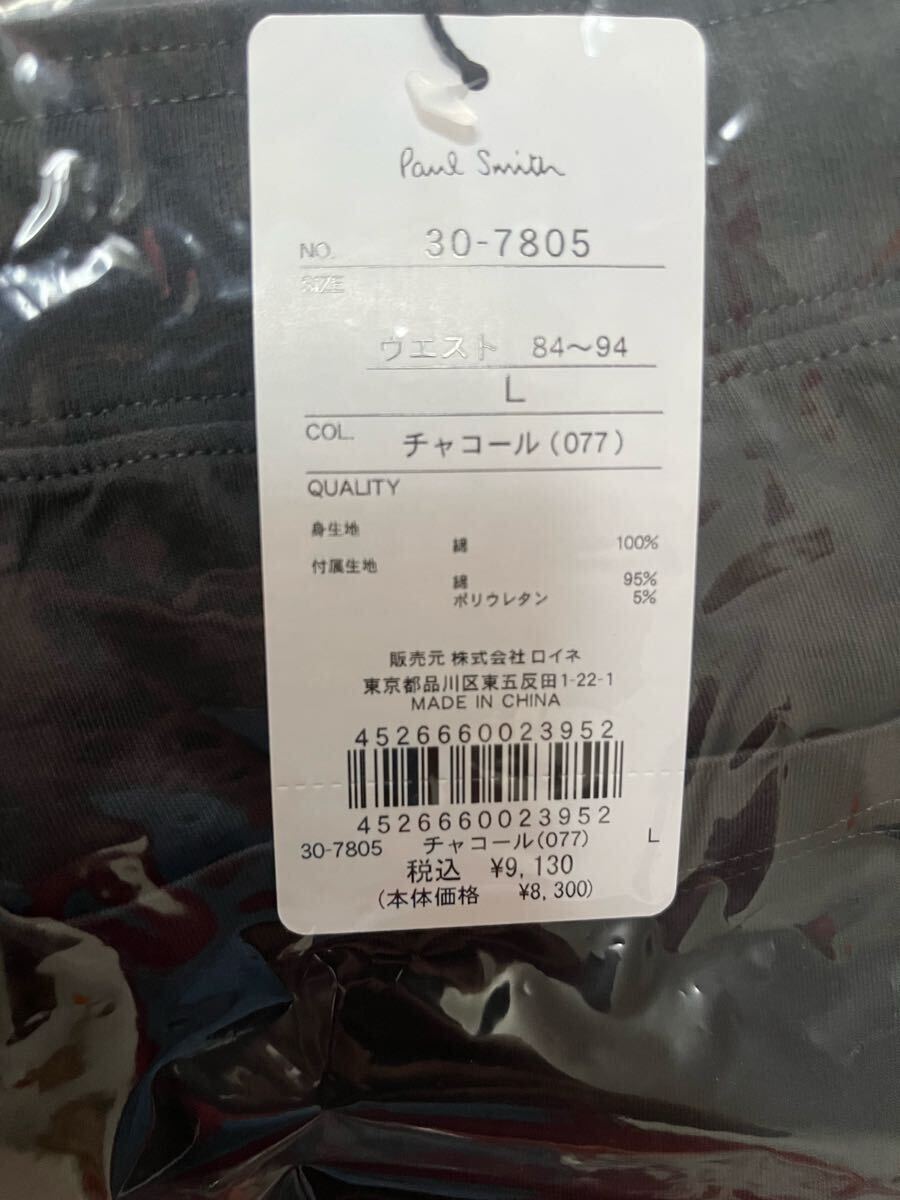 Paul Smith
NO. 30-7805
SIZE
ウエスト 84～94
L
COL. チャコール(077)
QUALITY
身生地
綿 100%
付属生地
綿 95%
ポリウレタン 5%
販売元 株式会社ロイネ
東京都品川区東五反田1-22-1
MADE IN CHINA
4526660023952
4526660023952
30-7805 チャコール(077) L
税込 ¥9,130
(本体価格 ¥8,300)